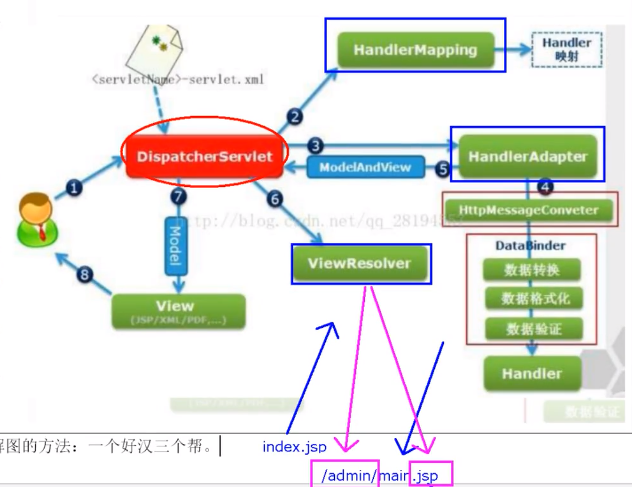 HandlerMapping
Handler
映射
<servletName>-servlet.xml
2
DispatcherServlet
3
ModelAndView
5
HandlerAdapter
1
4
7
6
http://blog.csdn.net/qq_28194
HttpMessageConveter
Model
DataBinder
ViewResolver
数据转换
8
View
(JSP/XML/PDF,...)
数据格式化
数据验证
Handler
数据验证
解图的方法：一个好汉三个帮。
index.jsp
/admin/main.jsp